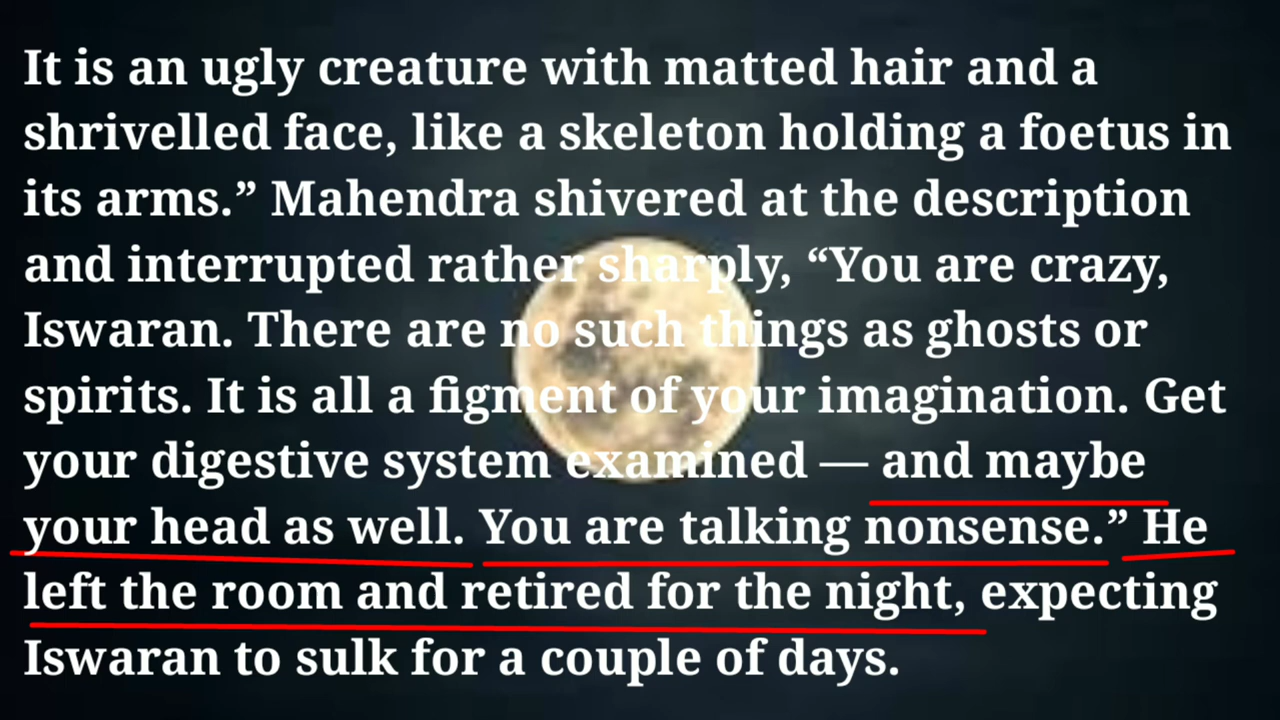 It is an ugly creature with matted hair and a
shrivelled face, like a skeleton holding a foetus in
its arms.” Mahendra shivered at the description
and interrupted rather sharply, “You are crazy,
Iswaran. There are no such things as ghosts or
spirits. It is all a figment of your imagination. Get
your digestive system examined — and maybe
your head as well. You are talking nonsense.” He
left the room and retired for the night, expecting
Iswaran to sulk for a couple of days.